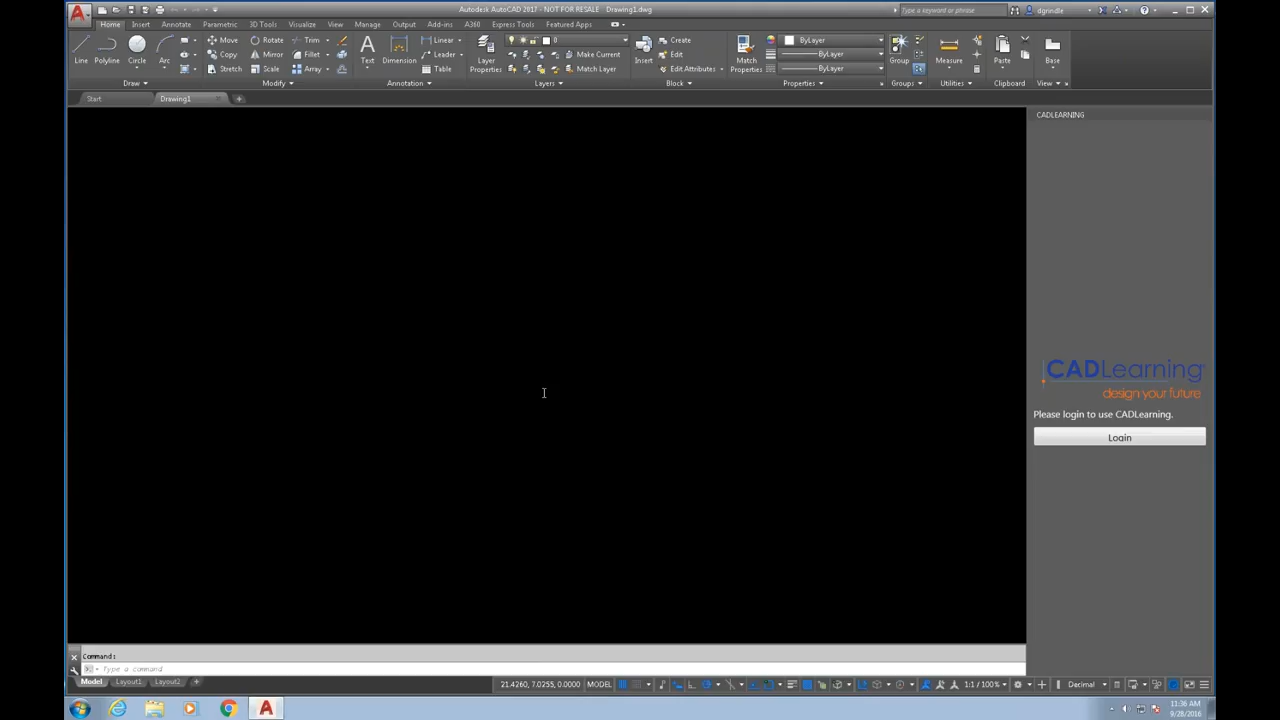 Autodesk AutoCAD 2017 - NOT FOR RESALE Drawing1.dwg
Type a keyword or phrase
dgrindle
Home Insert Annotate Parametric 3D Tools Visualize View Manage Output Add-ins A360 Express Tools Featured Apps
Line Polyline Circle Arc
Move Rotate Trim
Copy Mirror Fillet
Stretch Scale Array
Text Dimension
Linear
Leader
Table
Layer
Properties
0
Make Current
Match Layer
Insert
Create
Edit
Edit Attributes
Match
Properties
ByLayer
ByLayer
ByLayer
Group
Measure
Paste
Base
Draw Modify Annotation Layers Block Properties Groups Utilities Clipboard View
Start Drawing1
CADLEARNING
CADLearning
design your future
Please login to use CADLearning.
Login
Command:
Type a command
Model Layout1 Layout2
21.4260, 7.0255, 0.0000 MODEL 1:1 / 100% Decimal
11:36 AM
9/28/2016